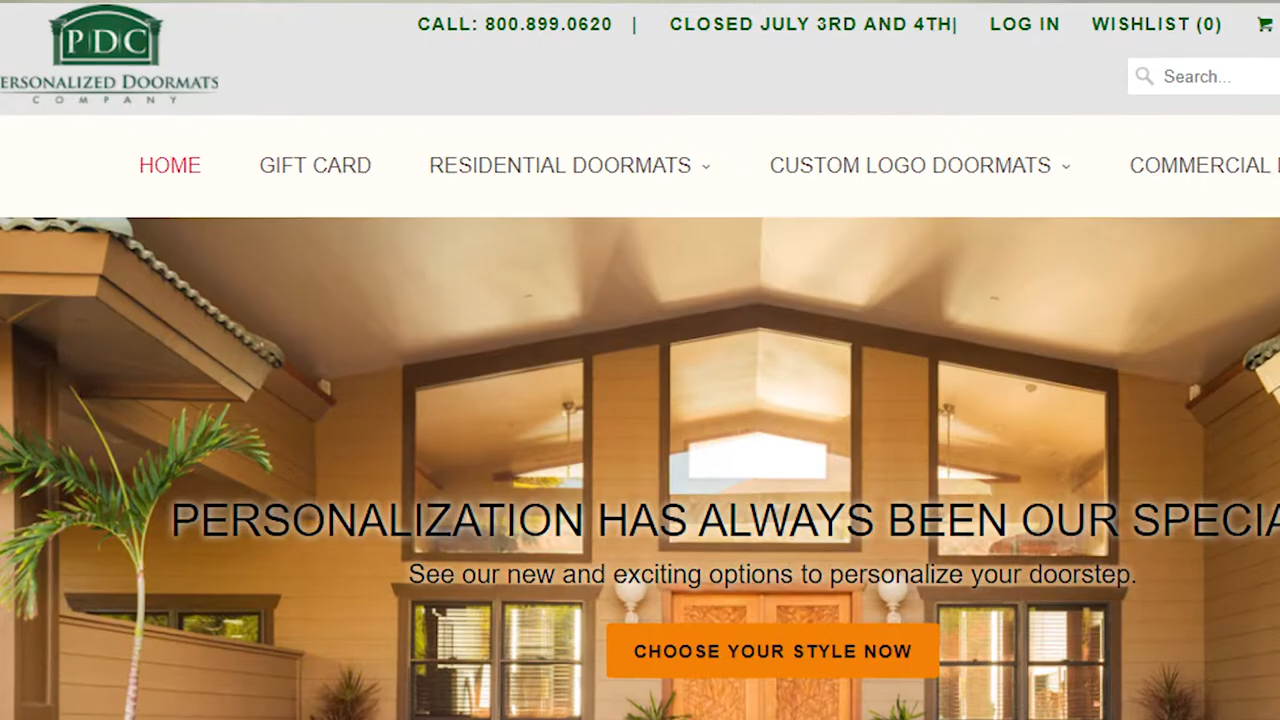 CALL: 800.899.0620 | CLOSED JULY 3RD AND 4TH| LOG IN WISHLIST (0)
PDC
ERSONALIZED DOORMATS
COMPANY
Search...
HOME GIFT CARD RESIDENTIAL DOORMATS CUSTOM LOGO DOORMATS COMMERCIAL
PERSONALIZATION HAS ALWAYS BEEN OUR SPECIA
See our new and exciting options to personalize your doorstep.
CHOOSE YOUR STYLE NOW